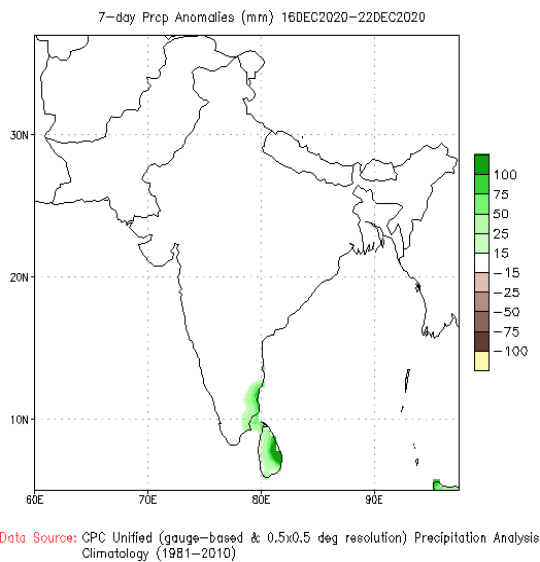 7-day Prcp Anomalies (mm) 16DEC2020-22DEC2020
30N
20N
10N
60E
70E
80E
90E
100
75
50
25
15
-15
-25
-50
-75
-100
Data Source: CPC Unified (gauge-based & 0.5x0.5 deg resolution) Precipitation Analysis
Climatology (1981-2010)